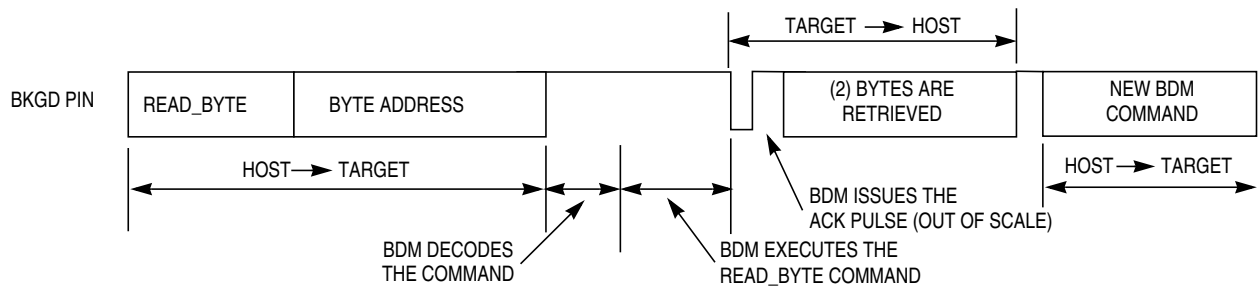 TARGET → HOST
BKGD PIN
READ_BYTE
BYTE ADDRESS
(2) BYTES ARE
RETRIEVED
NEW BDM
COMMAND
HOST → TARGET
HOST → TARGET
BDM ISSUES THE
ACK PULSE (OUT OF SCALE)
BDM DECODES
THE COMMAND
BDM EXECUTES THE
READ_BYTE COMMAND